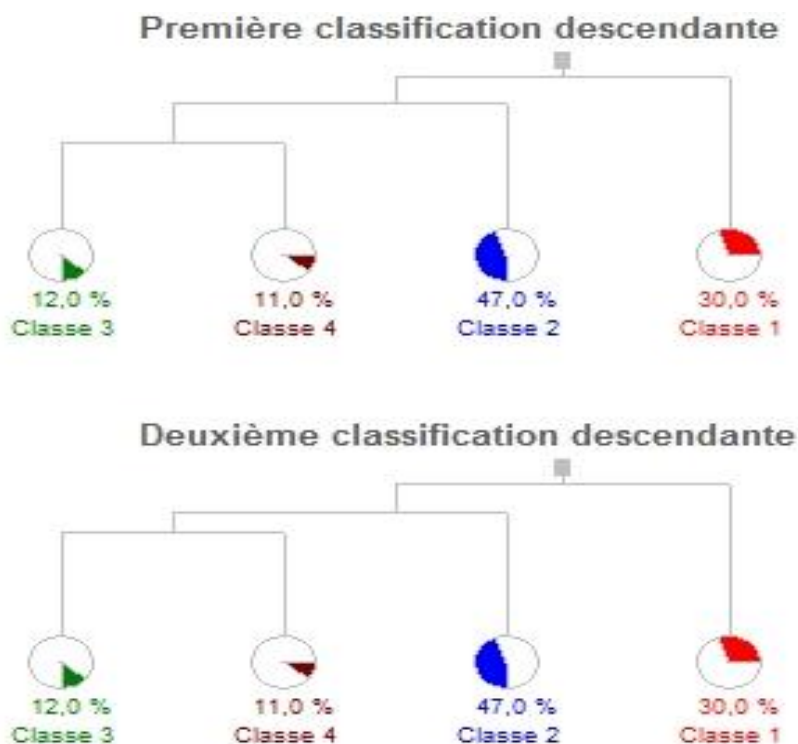 Première classification descendante
12,0 % 11,0 % 47,0 % 30,0 %
Classe 3 Classe 4 Classe 2 Classe 1
Deuxième classification descendante
12,0 % 11,0 % 47,0 % 30,0 %
Classe 3 Classe 4 Classe 2 Classe 1